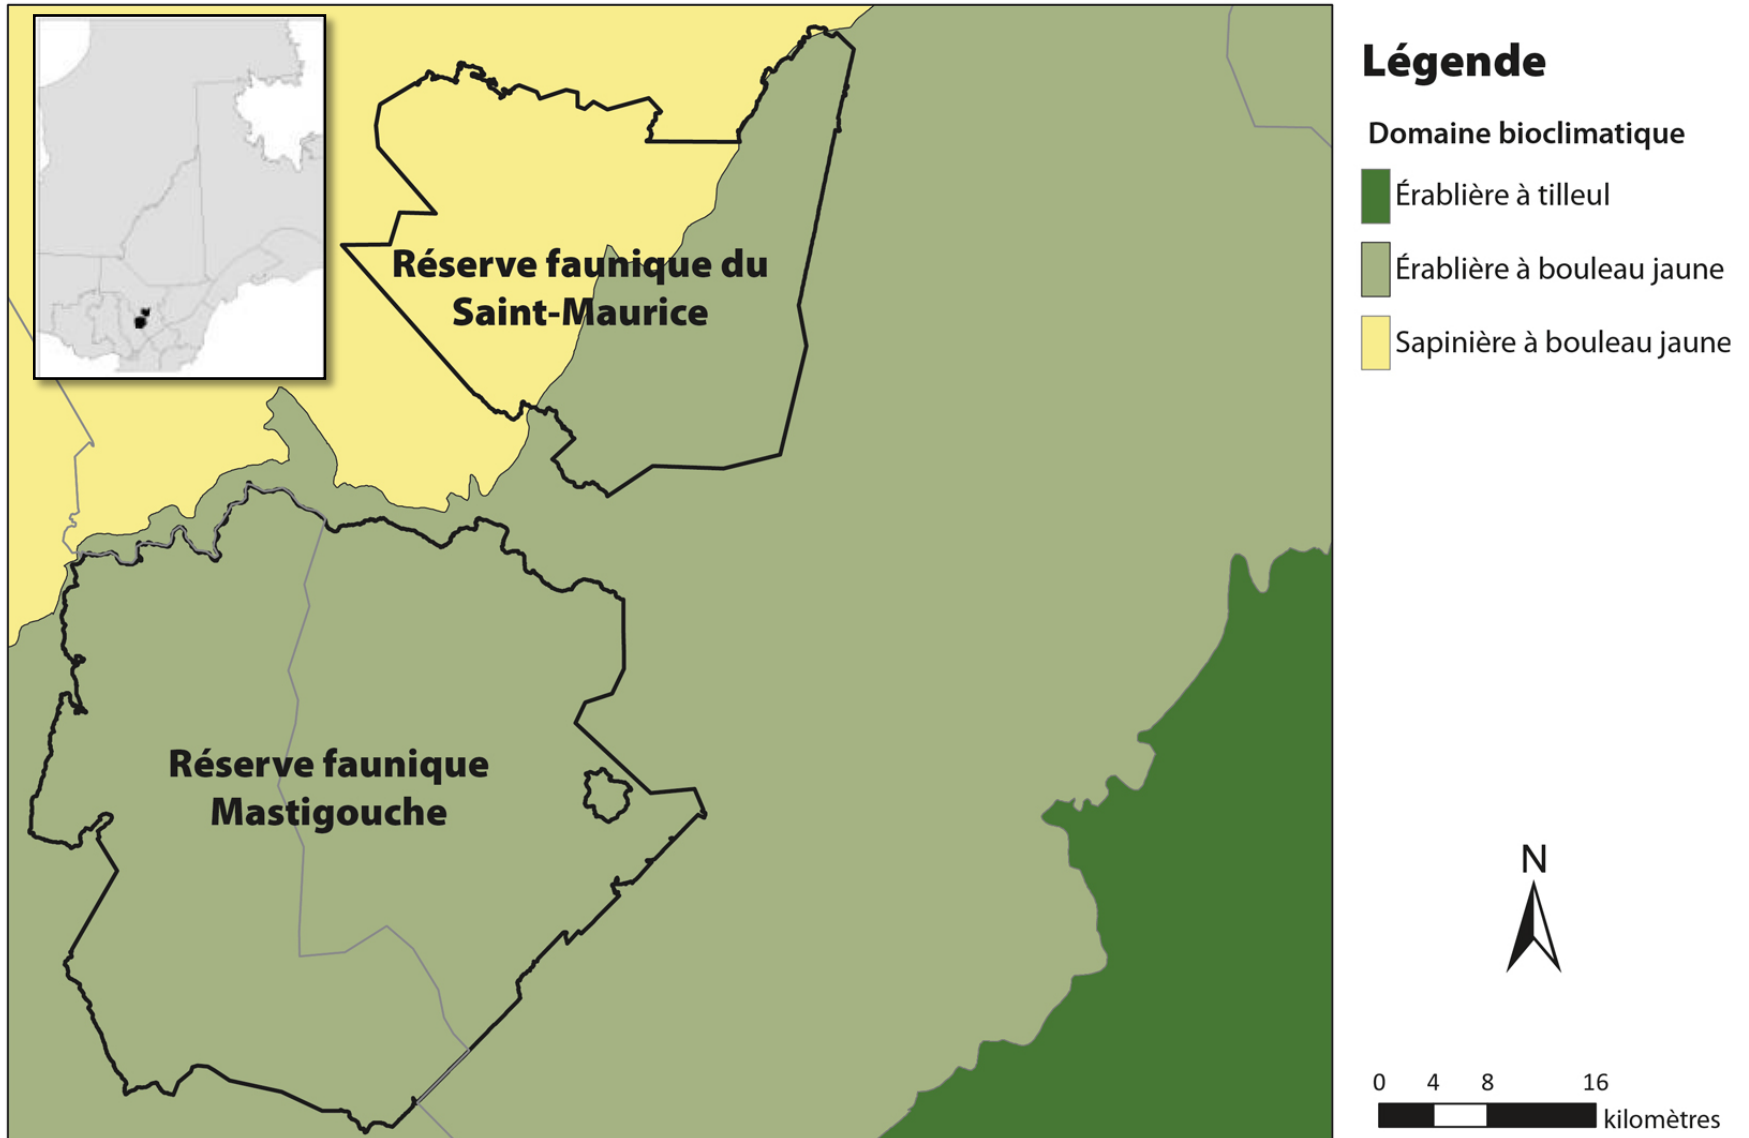 Réserve faunique du
Saint-Maurice
Réserve faunique
Mastigouche
Légende
Domaine bioclimatique
Érablière à tilleul
Érablière à bouleau jaune
Sapinière à bouleau jaune
N
0 4 8 16
kilomètres